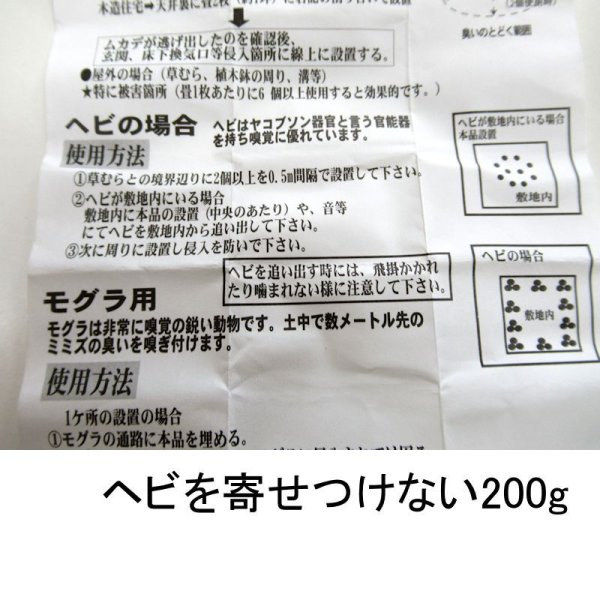 ムカデが逃げ出したのを確認後、
玄関、床下換気口等侵入箇所に線上に設置する。
臭いのとどく範囲
●屋外の場合（草むら、植木鉢の周り、溝等）
★特に被害箇所（畳1枚あたりに6個以上使用すると効果的です。）
ヘビの場合
ヘビはヤコブソン器官と言う官能器
を持ち嗅覚に優れています。
使用方法
①草むらとの境界辺りに2個以上を0.5m間隔で設置して下さい。
②ヘビが敷地内にいる場合
敷地内に本品の設置（中央のあたり）や、音等
にてヘビを敷地内から追い出して下さい。
③次に周りに設置し侵入を防いで下さい。
ヘビが敷地内にいる場合
本品設置
敷地内
ヘビを追い出す時には、飛掛かかれ
たり噛まれない様に注意して下さい。
ヘビの場合
敷地内
モグラ用
モグラは非常に嗅覚の鋭い動物です。土中で数メートル先の
ミミズの臭いを嗅ぎ付けます。
使用方法
1ケ所の設置の場合
①モグラの通路に本品を埋める。
ヘビを寄せつけない200g